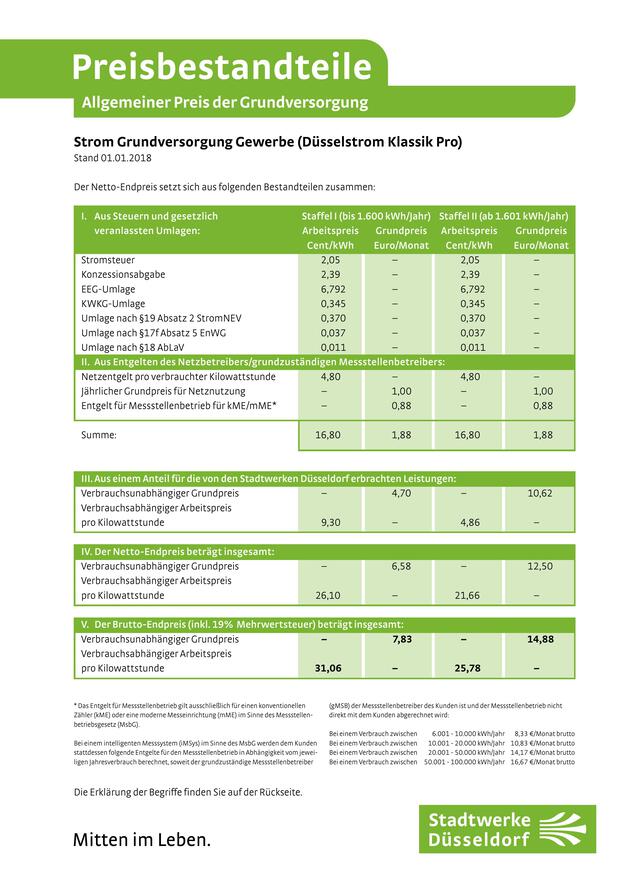 Preisbestandteile
Allgemeiner Preis der Grundversorgung
Strom Grundversorgung Gewerbe (Düsselstrom Klassik Pro)
Stand 01.01.2018
Der Netto-Endpreis setzt sich aus folgenden Bestandteilen zusammen:
I. Aus Steuern und gesetzlich Staffel I (bis 1.600 kWh/Jahr) Staffel II (ab 1.601 kWh/Jahr)
veranlassten Umlagen: Arbeitspreis Grundpreis Arbeitspreis Grundpreis
Cent/kWh Euro/Monat Cent/kWh Euro/Monat
Stromsteuer 2,05 – 2,05 –
Konzessionsabgabe 2,39 – 2,39 –
EEG-Umlage 6,792 – 6,792 –
KWKG-Umlage 0,345 – 0,345 –
Umlage nach §19 Absatz 2 StromNEV 0,370 – 0,370 –
Umlage nach §17f Absatz 5 EnWG 0,037 – 0,037 –
Umlage nach §18 AbLaV 0,011 – 0,011 –
II. Aus Entgelten des Netzbetreibers/grundzuständigen Messstellenbetreibers:
Netzentgelt pro verbrauchter Kilowattstunde 4,80 – 4,80 –
Jährlicher Grundpreis für Netznutzung – 1,00 – 1,00
Entgelt für Messstellenbetrieb für kME/mME* – 0,88 – 0,88
Summe: 16,80 1,88 16,80 1,88
III. Aus einem Anteil für die von den Stadtwerken Düsseldorf erbrachten Leistungen:
Verbrauchsunabhängiger Grundpreis – 4,70 – 10,62
Verbrauchsabhängiger Arbeitspreis
pro Kilowattstunde 9,30 – 4,86 –
IV. Der Netto-Endpreis beträgt insgesamt:
Verbrauchsunabhängiger Grundpreis – 6,58 – 12,50
Verbrauchsabhängiger Arbeitspreis
pro Kilowattstunde 26,10 – 21,66 –
V. Der Brutto-Endpreis (inkl. 19% Mehrwertsteuer) beträgt insgesamt:
Verbrauchsunabhängiger Grundpreis – 7,83 – 14,88
Verbrauchsabhängiger Arbeitspreis
pro Kilowattstunde 31,06 – 25,78 –
* Das Entgelt für Messstellenbetrieb gilt ausschließlich für einen konventionellen
Zähler (kME) oder eine moderne Messeinrichtung (mME) im Sinne des Messstellen-
betriebsgesetz (MsbG).
Bei einem intelligenten Messsystem (iMSys) im Sinne des MsbG werden dem Kunden
stattdessen folgende Entgelte für den Messstellenbetrieb in Abhängigkeit vom jewei-
ligen Jahresverbrauch berechnet, soweit der grundzuständige Messstellenbetreiber
(gMSB) der Messstellenbetreiber des Kunden ist und der Messstellenbetrieb nicht
direkt mit dem Kunden abgerechnet wird:
Bei einem Verbrauch zwischen 6.001 - 10.000 kWh/Jahr 8,33 €/Monat brutto
Bei einem Verbrauch zwischen 10.001 - 20.000 kWh/Jahr 10,83 €/Monat brutto
Bei einem Verbrauch zwischen 20.001 - 50.000 kWh/Jahr 14,17 €/Monat brutto
Bei einem Verbrauch zwischen 50.001 - 100.000 kWh/Jahr 16,67 €/Monat brutto
Die Erklärung der Begriffe finden Sie auf der Rückseite.
Mitten im Leben.
Stadtwerke
Düsseldorf